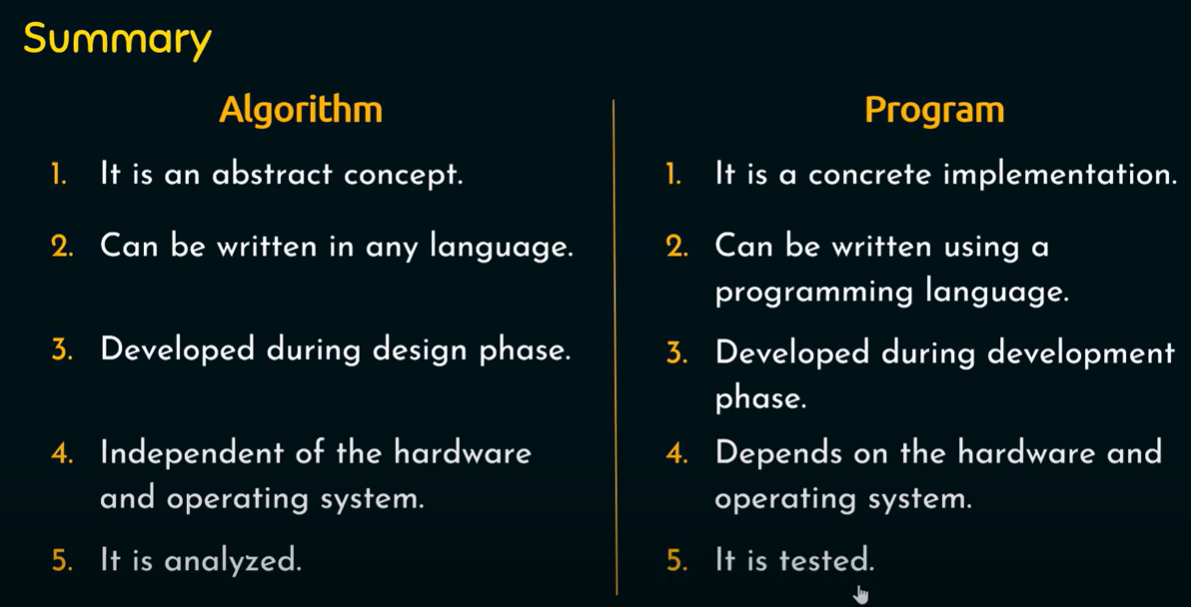 Summary
Algorithm
1. It is an abstract concept.
2. Can be written in any language.
3. Developed during design phase.
4. Independent of the hardware
and operating system.
5. It is analyzed.
Program
1. It is a concrete implementation.
2. Can be written using a
programming language.
3. Developed during development
phase.
4. Depends on the hardware and
operating system.
5. It is tested.